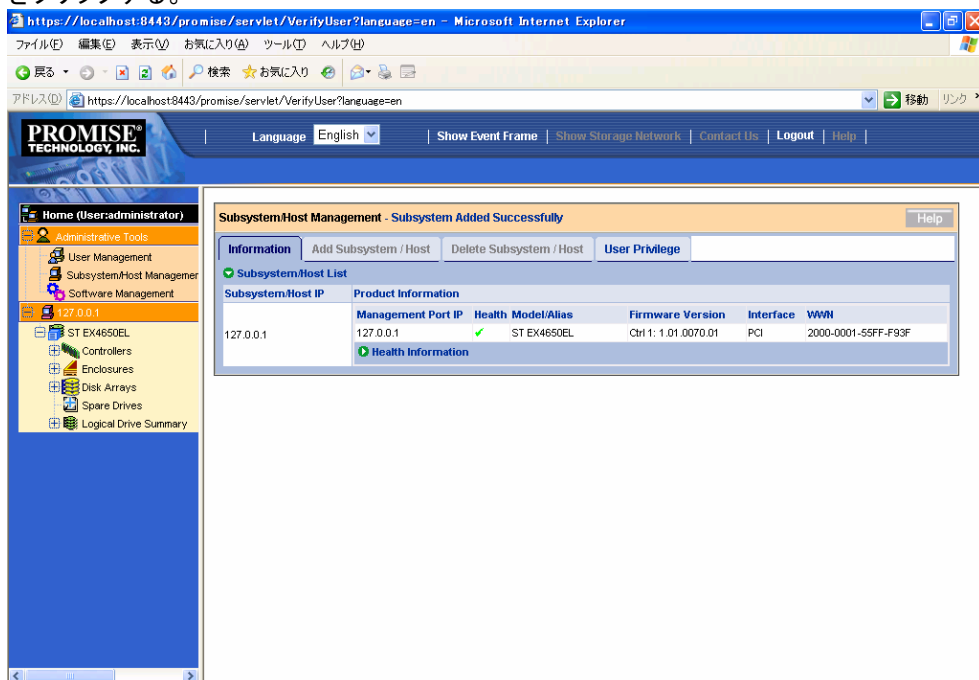 をクリックする。
https://localhost:8443/promise/servlet/VerifyUser?language=en - Microsoft Internet Explorer
ファイル(F) 編集(E) 表示(V) お気に入り(A) ツール(T) ヘルプ(H)
戻る 検索 お気に入り
アドレス(D) https://localhost:8443/promise/servlet/VerifyUser?language=en 移動 リンク
PROMISE®
TECHNOLOGY, INC.
| Language English | Show Event Frame | Show Storage Network | Contact Us | Logout | Help |
Home (User:administrator)
Administrative Tools
User Management
Subsystem/Host Managemer
Software Management
127.0.0.1
ST EX4650EL
Controllers
Enclosures
Disk Arrays
Spare Drives
Logical Drive Summary
Subsystem/Host Management - Subsystem Added Successfully Help
Information Add Subsystem / Host Delete Subsystem / Host User Privilege
Subsystem/Host List
Subsystem/Host IP Product Information
Management Port IP Health Model/Alias Firmware Version Interface WWN
127.0.0.1 127.0.0.1 ST EX4650EL Ctrl 1: 1.01.0070.01 PCI 2000-0001-55FF-F93F
Health Information